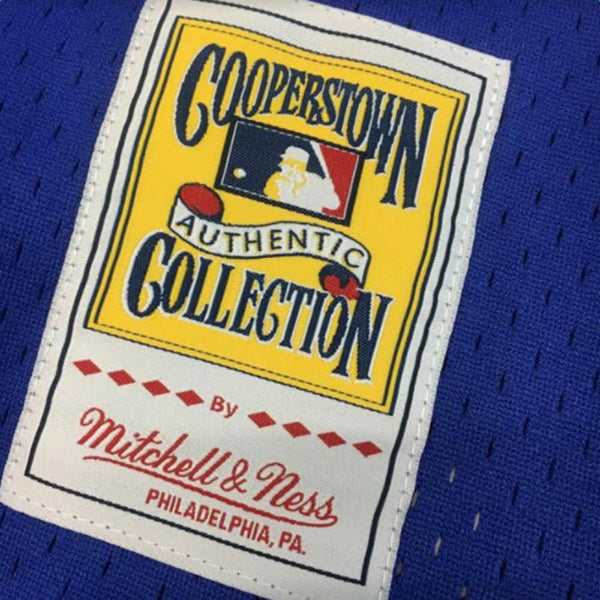 COOPERSTOWN
AUTHENTIC
COLLECTION
By
Mitchell & Ness
PHILADELPHIA, PA.